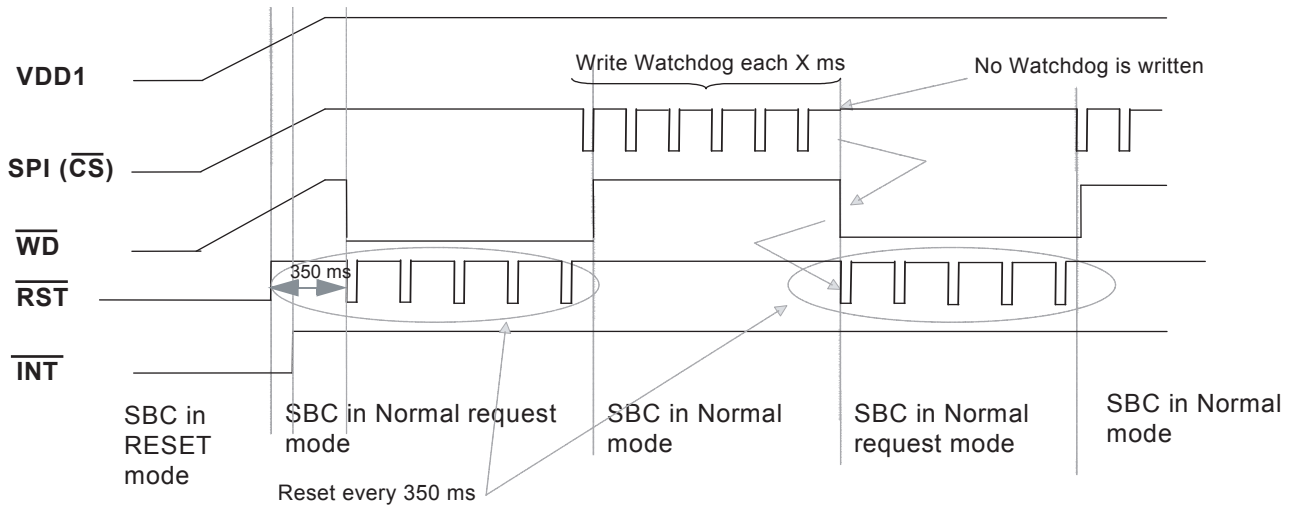 VDD1
Write Watchdog each X ms
No Watchdog is written
SPI (CS)
WD
350 ms
RST
INT
SBC in
RESET
mode
SBC in Normal request
mode
SBC in Normal
mode
SBC in Normal
request mode
SBC in Normal
mode
Reset every 350 ms